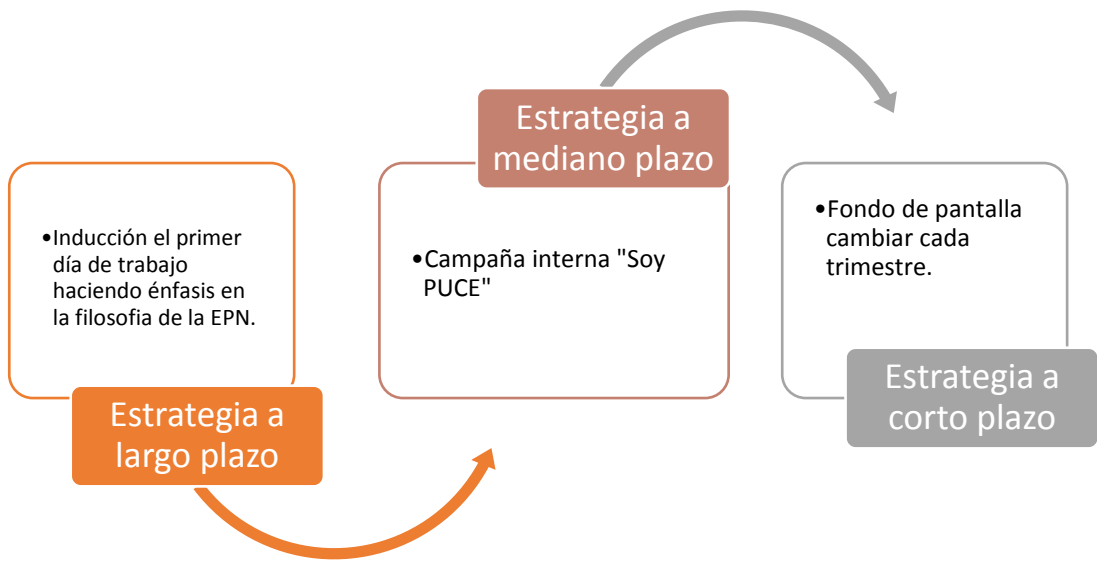 •Inducción el primer
día de trabajo
haciendo énfasis en
la filosofia de la EPN.
Estrategia a
largo plazo
Estrategia a
mediano plazo
•Campaña interna "Soy
PUCE"
•Fondo de pantalla
cambiar cada
trimestre.
Estrategia a
corto plazo